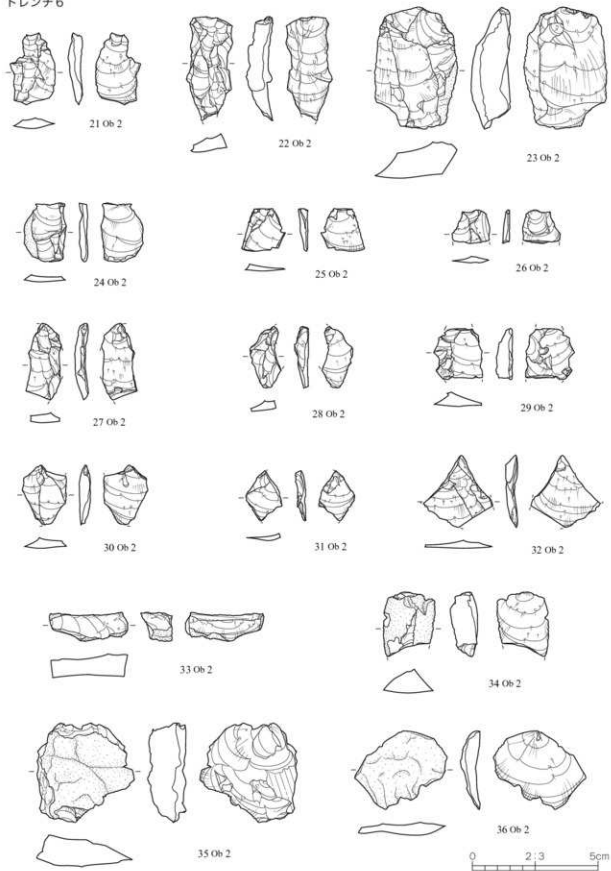 トレンチ6
21 Ob 2
22 Ob 2
23 Ob 2
24 Ob 2
25 Ob 2
26 Ob 2
27 Ob 2
28 Ob 2
29 Ob 2
30 Ob 2
31 Ob 2
32 Ob 2
33 Ob 2
34 Ob 2
35 Ob 2
36 Ob 2
0 2:3 5cm